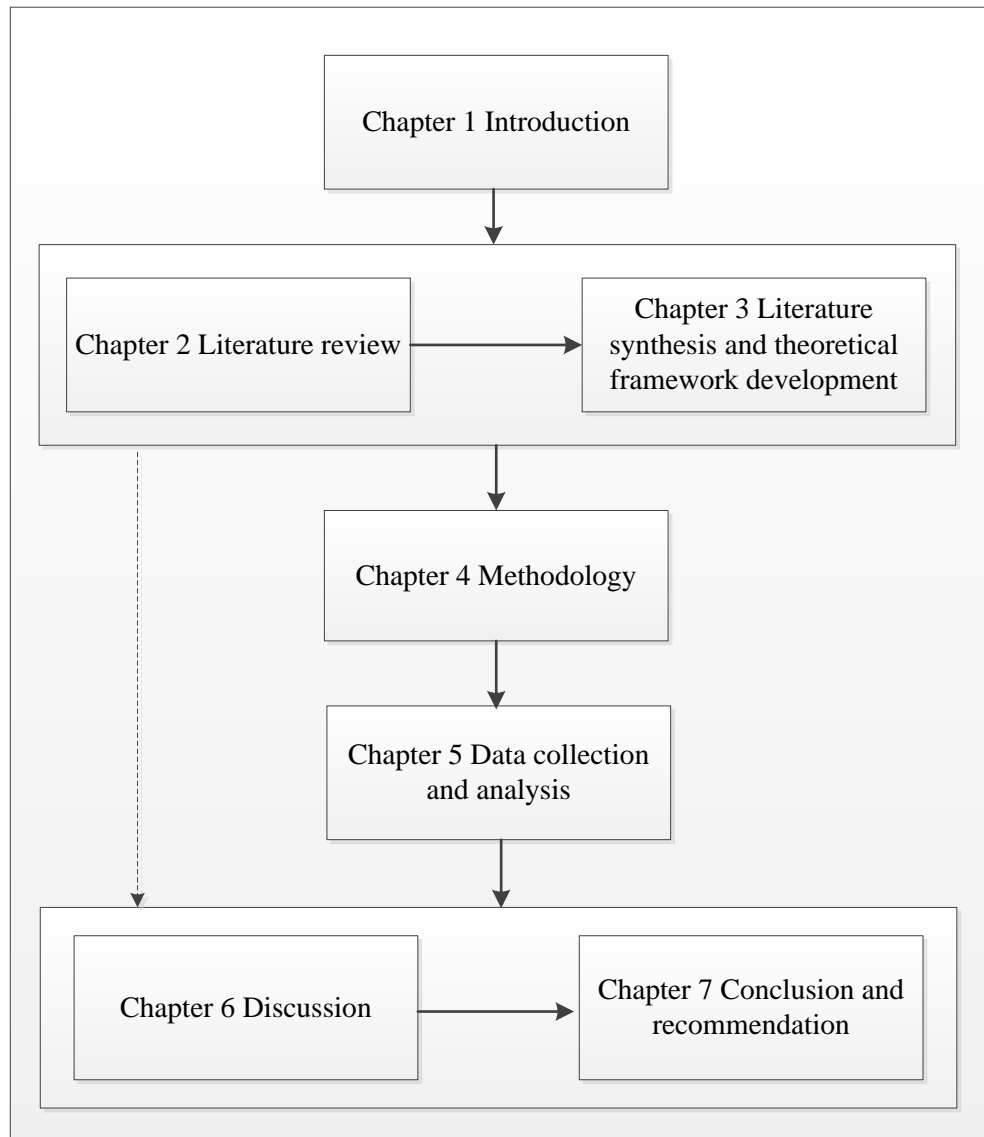 Chapter 1 Introduction
Chapter 2 Literature review
Chapter 3 Literature
synthesis and theoretical
framework development
Chapter 4 Methodology
Chapter 5 Data collection
and analysis
Chapter 6 Discussion
Chapter 7 Conclusion and
recommendation